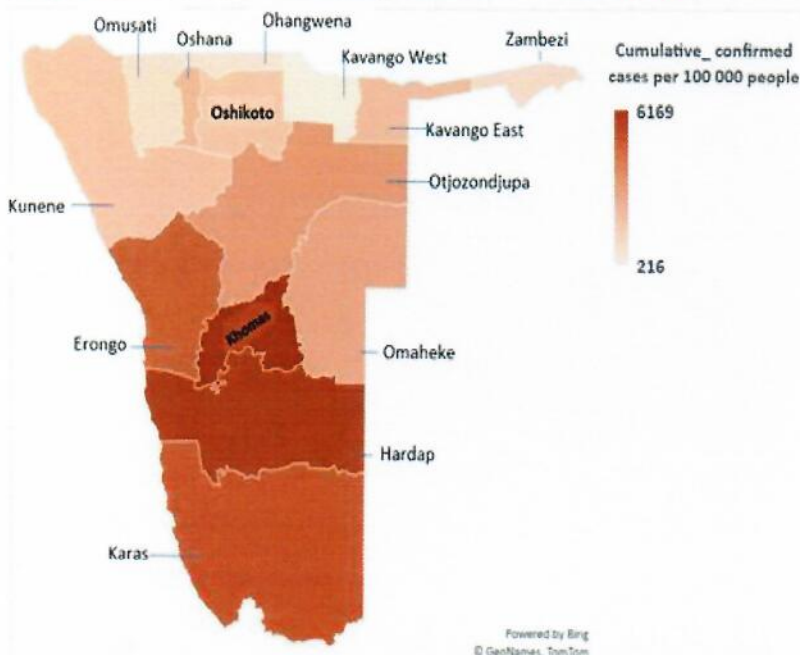 Omusati
Oshana
Ohangwena
Kavango West
Zambezi
Cumulative_ confirmed
cases per 100 000 people
6169
Oshikoto
Kavango East
Otjozondjupa
Kunene
216
Khomas
Erongo
Omaheke
Hardap
Karas
Powered by Bing
© GeoNames, TomTom